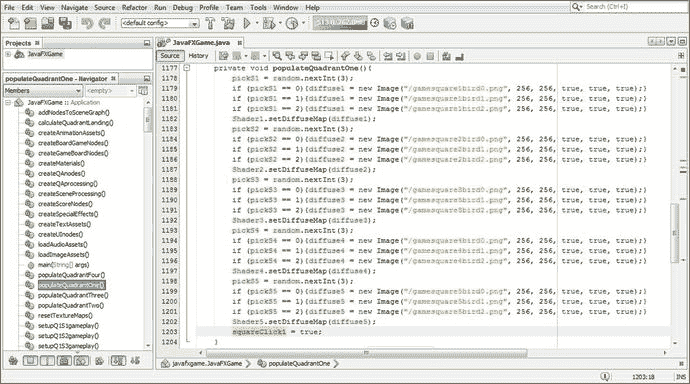 File Edit View Navigate Source Refactor Run Debug Profile Team Tools Window Help
Search (Ctrl+I)
<default config>
Projects
JavaFXGame
JavaFXGame.java
Source History
populateQuadrantOne - Navigator
Members <empty>
JavaFXGame :: Application
addNodesToSceneGraph()
calculateQuadrantLanding()
createAnimationAssets()
createBoardGameNodes()
createGameBoardNodes()
createMaterials()
createQAnodes()
createQAprocessing()
createSceneProcessing()
createScoreNodes()
createSpecialEffects()
createTextAssets()
createUInodes()
loadAudioAssets()
loadImageAssets()
main(String[] args)
populateQuadrantFour()
populateQuadrantOne()
populateQuadrantThree()
populateQuadrantTwo()
resetTextureMaps()
setupQ1S1gameplay()
setupQ1S2gameplay()
1177 private void populateQuadrantOne(){
1178 pickS1 = random.nextInt(3);
1179 if (pickS1 == 0){diffuse1 = new Image("/gamesquare1bird0.png", 256, 256, true, true, true);}
1180 if (pickS1 == 1){diffuse1 = new Image("/gamesquare1bird1.png", 256, 256, true, true, true);}
1181 if (pickS1 == 2){diffuse1 = new Image("/gamesquare1bird2.png", 256, 256, true, true, true);}
1182 Shader1.setDiffuseMap(diffuse1);
1183 pickS2 = random.nextInt(3);
1184 if (pickS2 == 0){diffuse2 = new Image("/gamesquare2bird0.png", 256, 256, true, true, true);}
1185 if (pickS2 == 1){diffuse2 = new Image("/gamesquare2bird1.png", 256, 256, true, true, true);}
1186 if (pickS2 == 2){diffuse2 = new Image("/gamesquare2bird2.png", 256, 256, true, true, true);}
1187 Shader2.setDiffuseMap(diffuse2);
1188 pickS3 = random.nextInt(3);
1189 if (pickS3 == 0){diffuse3 = new Image("/gamesquare3bird0.png", 256, 256, true, true, true);}
1190 if (pickS3 == 1){diffuse3 = new Image("/gamesquare3bird1.png", 256, 256, true, true, true);}
1191 if (pickS3 == 2){diffuse3 = new Image("/gamesquare3bird2.png", 256, 256, true, true, true);}
1192 Shader3.setDiffuseMap(diffuse3);
1193 pickS4 = random.nextInt(3);
1194 if (pickS4 == 0){diffuse4 = new Image("/gamesquare4bird0.png", 256, 256, true, true, true);}
1195 if (pickS4 == 1){diffuse4 = new Image("/gamesquare4bird1.png", 256, 256, true, true, true);}
1196 if (pickS4 == 2){diffuse4 = new Image("/gamesquare4bird2.png", 256, 256, true, true, true);}
1197 Shader4.setDiffuseMap(diffuse4);
1198 pickS5 = random.nextInt(3);
1199 if (pickS5 == 0){diffuse5 = new Image("/gamesquare5bird0.png", 256, 256, true, true, true);}
1200 if (pickS5 == 1){diffuse5 = new Image("/gamesquare5bird1.png", 256, 256, true, true, true);}
1201 if (pickS5 == 2){diffuse5 = new Image("/gamesquare5bird2.png", 256, 256, true, true, true);}
1202 Shader5.setDiffuseMap(diffuse5);
1203 squareClick1 = true;
1204 }
javafxgame.JavaFXGame populateQuadrantOne
1203:18 INS